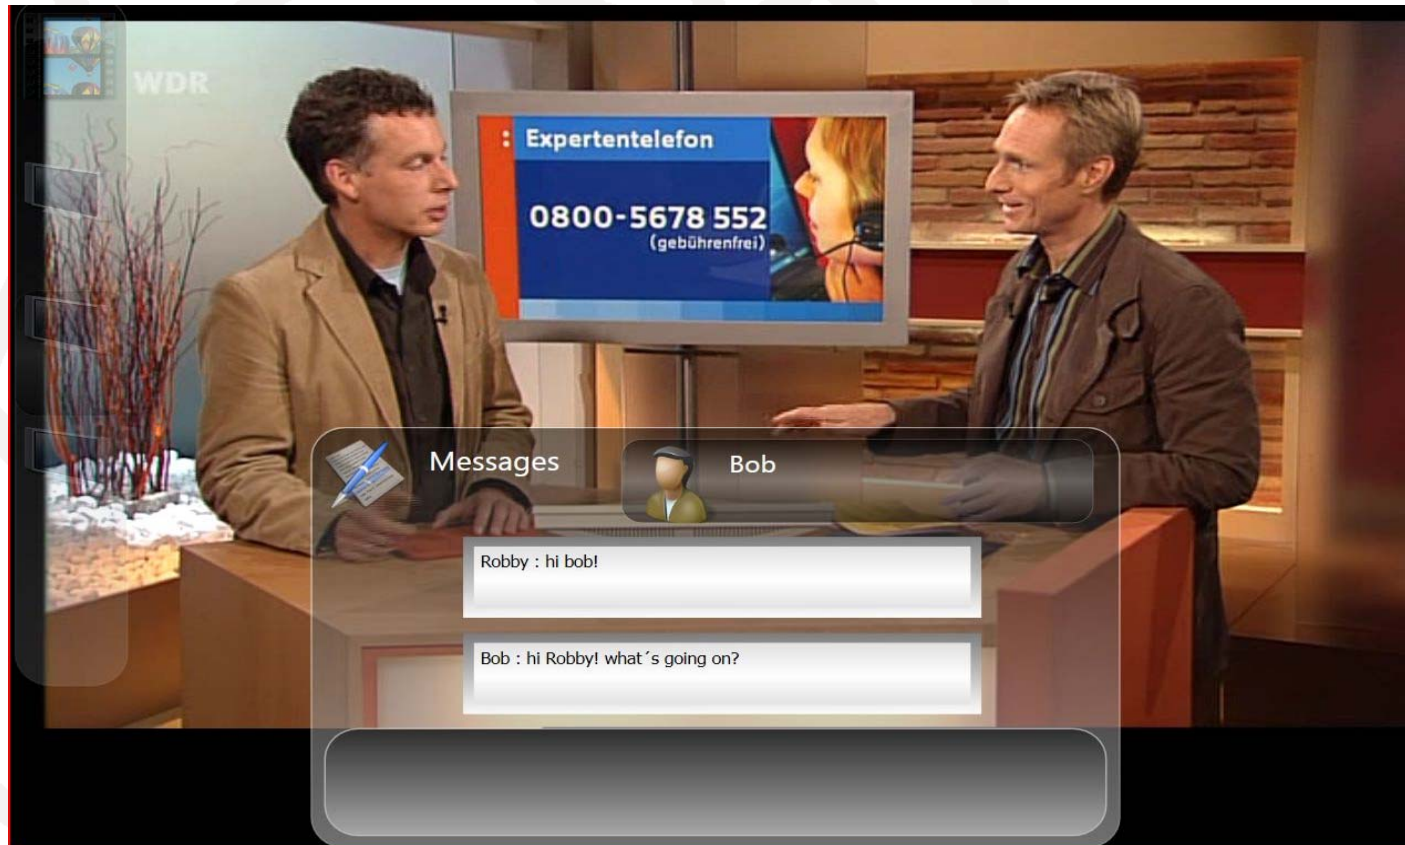 WDR
: Expertentelefon
0800-5678 552
(gebührenfrei)
Messages
Bob
Robby : hi bob!
Bob : hi Robby! what´s going on?